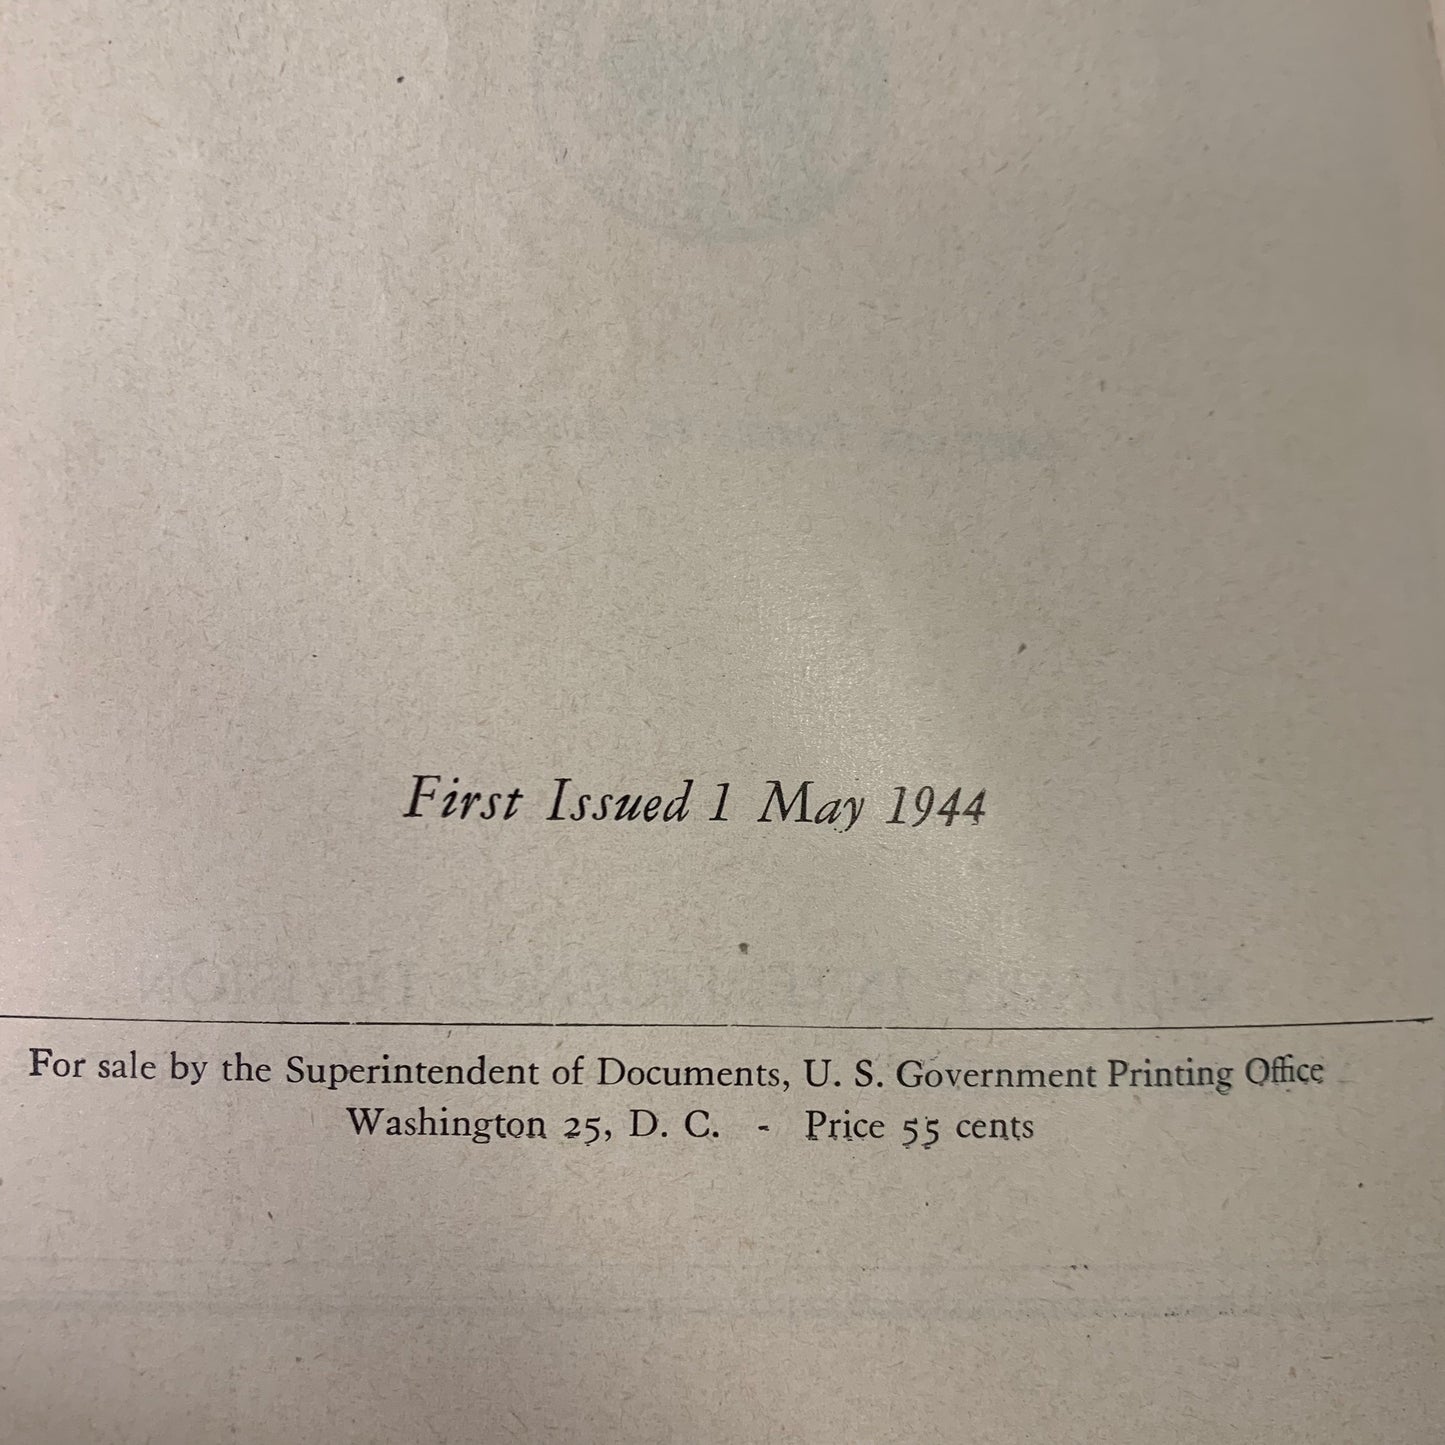 First Issued 1 May 1944
For sale by the Superintendent of Documents, U. S. Government Printing Office
Washington 25, D. C. - Price 55 cents